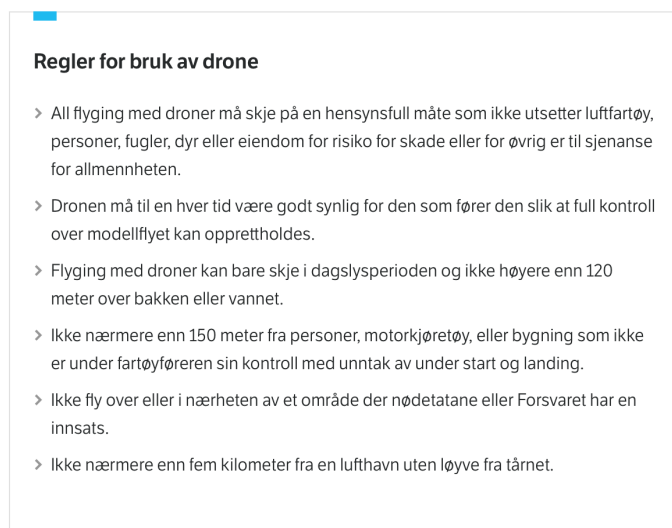 Regler for bruk av drone
All flyging med droner må skje på en hensynsfull måte som ikke utsetter luftfartøy,
personer, fugler, dyr eller eiendom for risiko for skade eller for øvrig er til sjenanse
for allmennheten.
Dronen må til en hver tid være godt synlig for den som fører den slik at full kontroll
over modellflyet kan opprettholdes.
Flyging med droner kan bare skje i dagslysperioden og ikke høyere enn 120
meter over bakken eller vannet.
Ikke nærmere enn 150 meter fra personer, motorkjøretøy, eller bygning som ikke
er under fartøyføreren sin kontroll med unntak av under start og landing.
Ikke fly over eller i nærheten av et område der nødetatane eller Forsvaret har en
innsats.
Ikke nærmere enn fem kilometer fra en lufthavn uten løyve fra tårnet.